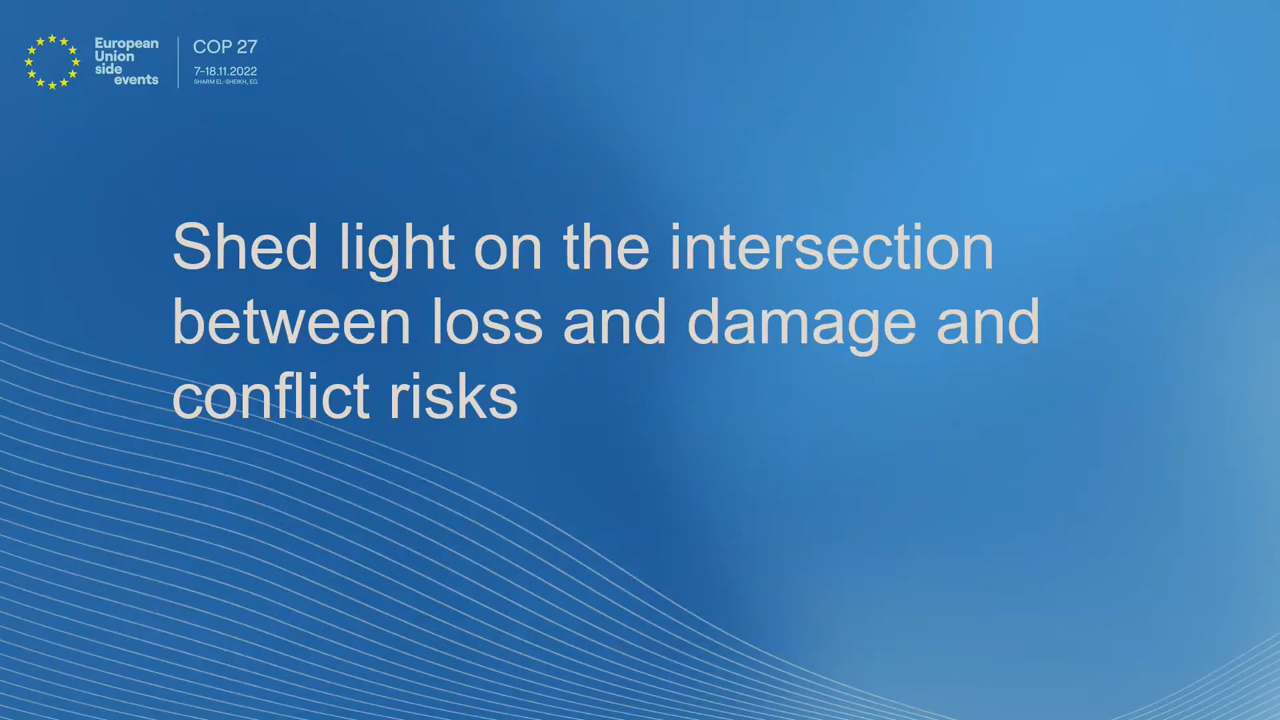 European
Union
side
events
COP 27
7-18.11.2022
SHARM EL-SHEIKH, EG
Shed light on the intersection
between loss and damage and
conflict risks